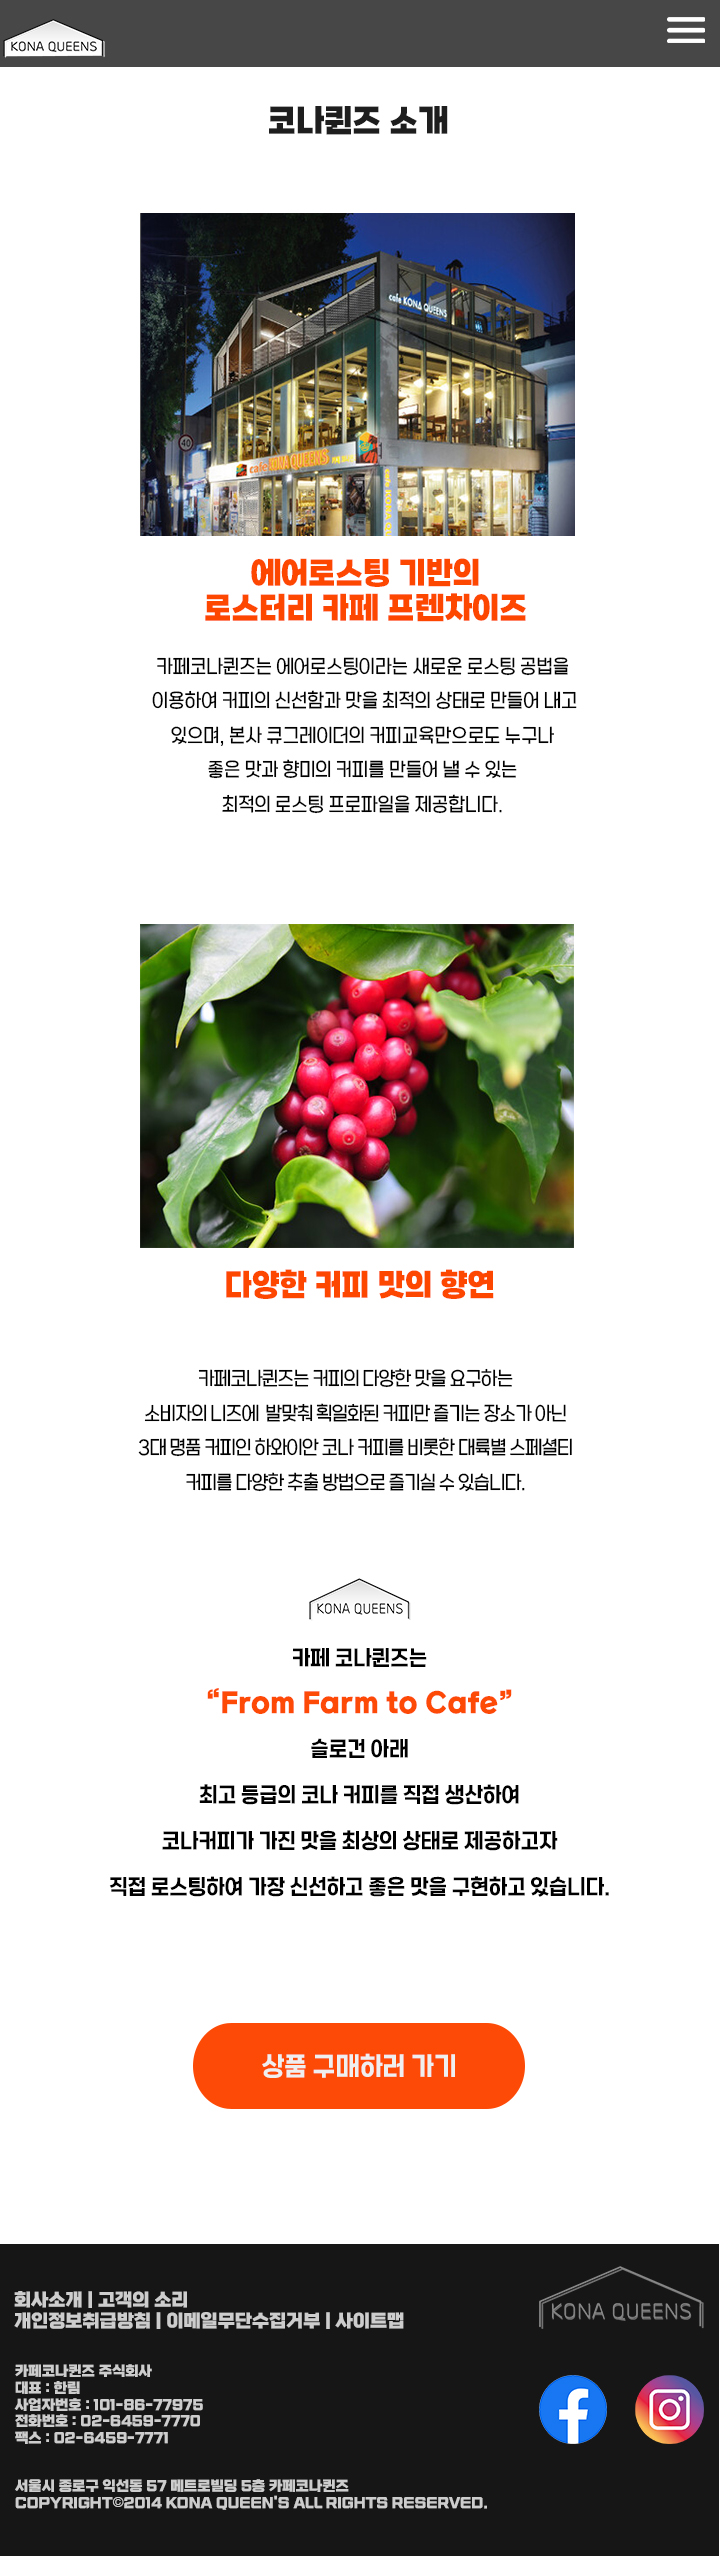 KONA QUEENS
코나퀸즈 소개
cafe KONA QUEENS
40
cafe KONA QUEENS
에어로스팅 기반의
로스터리 카페 프렌차이즈
카페코나퀸즈는 에어로스팅이라는 새로운 로스팅 공법을
이용하여 커피의 신선함과 맛을 최적의 상태로 만들어 내고
있으며, 본사 큐그레이더의 커피교육만으로도 누구나
좋은 맛과 향미의 커피를 만들어 낼 수 있는
최적의 로스팅 프로파일을 제공합니다.
다양한 커피 맛의 향연
카페코나퀸즈는 커피의 다양한 맛을 요구하는
소비자의 니즈에 발맞춰 획일화된 커피만 즐기는 장소가 아닌
3대 명품 커피인 하와이안 코나 커피를 비롯한 대륙별 스페셜티
커피를 다양한 추출 방법으로 즐기실 수 있습니다.
KONA QUEENS
카페 코나퀸즈는
“From Farm to Cafe”
슬로건 아래
최고 등급의 코나 커피를 직접 생산하여
코나커피가 가진 맛을 최상의 상태로 제공하고자
직접 로스팅하여 가장 신선하고 좋은 맛을 구현하고 있습니다.
상품 구매하러 가기
회사소개 | 고객의 소리
개인정보취급방침 | 이메일무단수집거부 | 사이트맵
KONA QUEENS
카페코나퀸즈 주식회사
대표 : 한림
사업자번호 : 101-86-77975
전화번호 : 02-6459-7770
팩스 : 02-6459-7771
서울시 종로구 익선동 57 메트로빌딩 5층 카페코나퀸즈
COPYRIGHT©2014 KONA QUEEN'S ALL RIGHTS RESERVED.